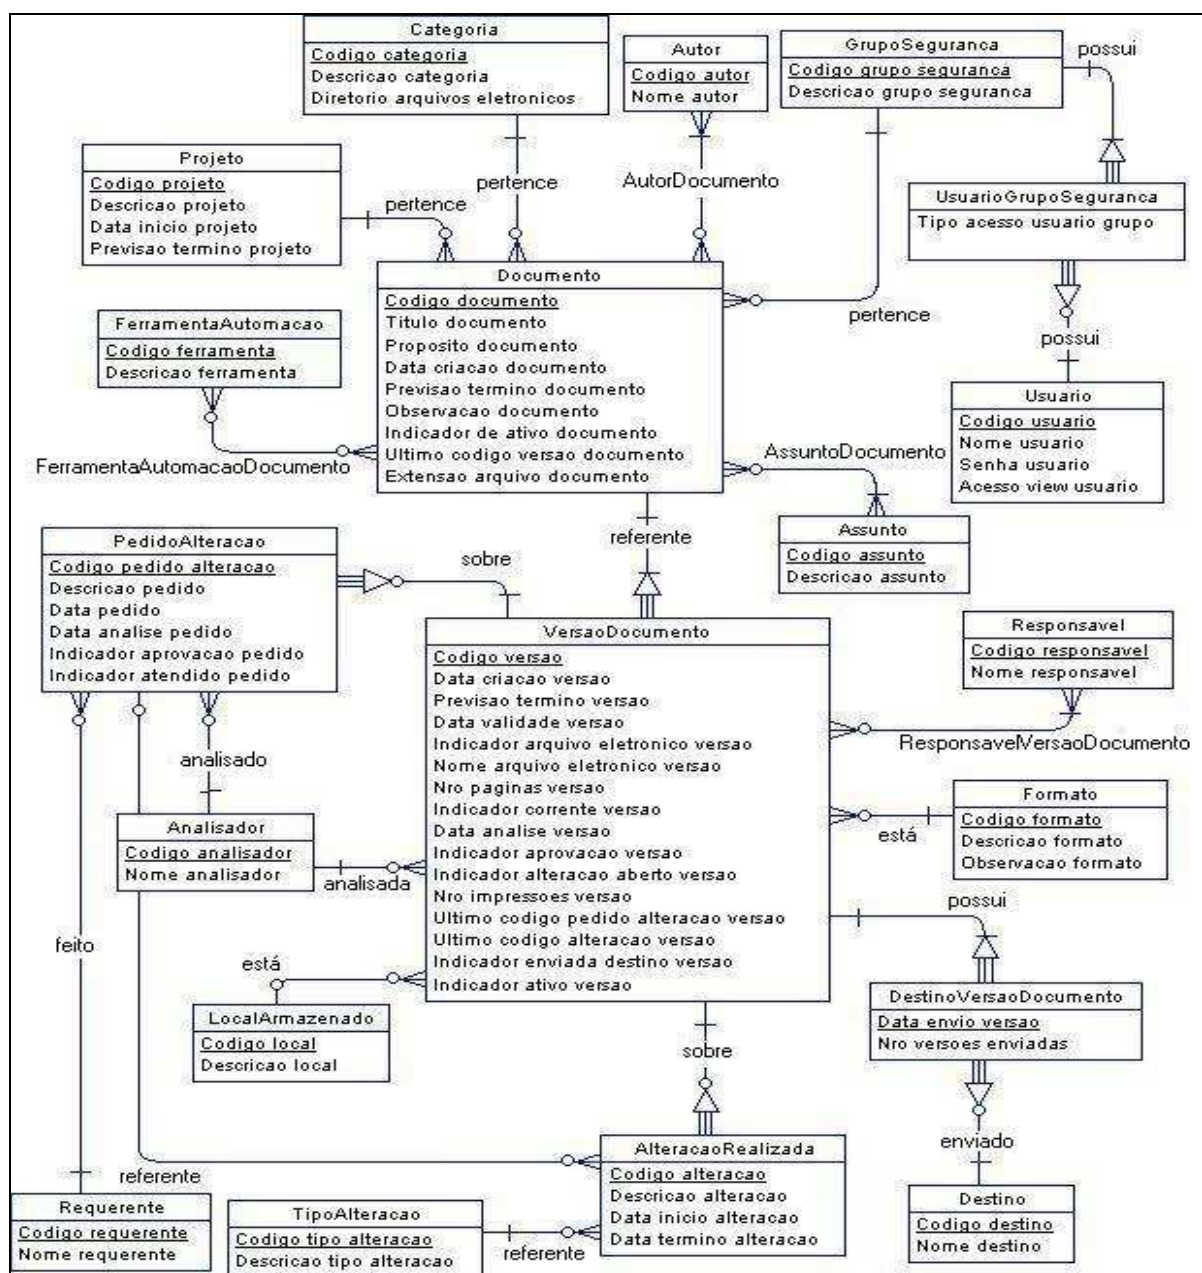 Categoria
Codigo categoria
Descricao categoria
Diretorio arquivos eletronicos
Autor
Codigo autor
Nome autor
GrupoSeguranca
Codigo grupo seguranca
Descricao grupo seguranca
possui
Projeto
Codigo projeto
Descricao projeto
Data inicio projeto
Previsao termino projeto
pertence
pertence
AutorDocumento
UsuarioGrupoSeguranca
Tipo acesso usuario grupo
pertence
possui
FerramentaAutomacao
Codigo ferramenta
Descricao ferramenta
FerramentaAutomacaoDocumento
Documento
Codigo documento
Titulo documento
Proposito documento
Data criacao documento
Previsao termino documento
Observacao documento
Indicador de ativo documento
Ultimo codigo versao documento
Extensao arquivo documento
Usuario
Codigo usuario
Nome usuario
Senha usuario
Acesso view usuario
AssuntoDocumento
Assunto
Codigo assunto
Descricao assunto
referente
PedidoAlteracao
Codigo pedido alteracao
Descricao pedido
Data pedido
Data analise pedido
Indicador aprovacao pedido
Indicador atendido pedido
sobre
VersaoDocumento
Codigo versao
Data criacao versao
Previsao termino versao
Data validade versao
Indicador arquivo eletronico versao
Nome arquivo eletronico versao
Nro paginas versao
Indicador corrente versao
Data analise versao
Indicador aprovacao versao
Indicador alteracao aberto versao
Nro impressoes versao
Ultimo codigo pedido alteracao versao
Ultimo codigo alteracao versao
Indicador enviada destino versao
Indicador ativo versao
Responsavel
Codigo responsavel
Nome responsavel
ResponsavelVersaoDocumento
analisado
Analisador
Codigo analisador
Nome analisador
analisada
Formato
Codigo formato
Descricao formato
Observacao formato
está
possui
feito
está
LocalArmazenado
Codigo local
Descricao local
DestinoVersaoDocumento
Data envio versao
Nro versoes enviadas
sobre
enviado
AlteracaoRealizada
Codigo alteracao
Descricao alteracao
Data inicio alteracao
Data termino alteracao
referente
Requerente
Codigo requerente
Nome requerente
TipoAlteracao
Codigo tipo alteracao
Descricao tipo alteracao
referente
Destino
Codigo destino
Nome destino